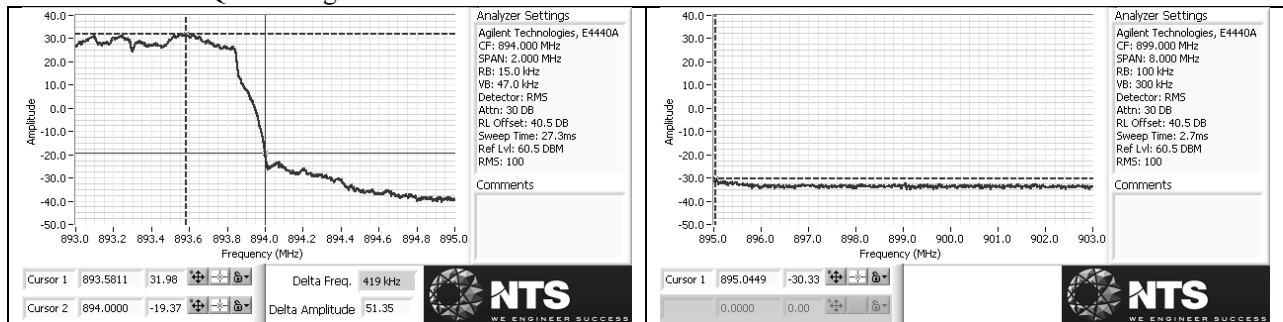 40.0
30.0
20.0
10.0
0.0
-10.0
-20.0
-30.0
-40.0
-50.0
Amplitude
893.0 893.2 893.4 893.6 893.8 894.0 894.2 894.4 894.6 894.8 895.0
Frequency (MHz)
Analyzer Settings
Agilent Technologies, E4440A
CF: 894.000 MHz
SPAN: 2.000 MHz
RB: 15.0 kHz
VB: 47.0 kHz
Detector: RMS
Attn: 30 DB
RL Offset: 40.5 DB
Sweep Time: 27.3ms
Ref Lvl: 60.5 DBM
RMS: 100
Comments
Cursor 1 893.5811 31.98
Cursor 2 894.0000 -19.37
Delta Freq. 419 kHz
Delta Amplitude 51.35
NTS
WE ENGINEER SUCCESS
40.0
30.0
20.0
10.0
0.0
-10.0
-20.0
-30.0
-40.0
-50.0
Amplitude
895.0 896.0 897.0 898.0 899.0 900.0 901.0 902.0 903.0
Frequency (MHz)
Analyzer Settings
Agilent Technologies, E4440A
CF: 899.000 MHz
SPAN: 8.000 MHz
RB: 100 kHz
VB: 300 kHz
Detector: RMS
Attn: 30 DB
RL Offset: 40.5 DB
Sweep Time: 2.7ms
Ref Lvl: 60.5 DBM
RMS: 100
Comments
Cursor 1 895.0449 -30.33
0.0000 0.00
NTS
WE ENGINEER SUCCESS